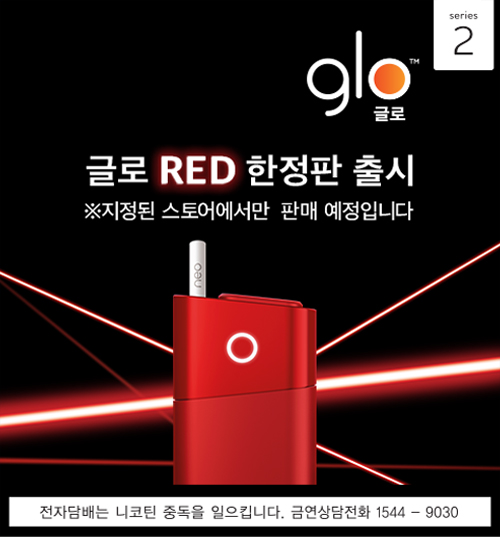 series
2
glo™
글로
글로 RED 한정판 출시
※지정된 스토어에서만 판매 예정입니다
neo
전자담배는 니코틴 중독을 일으킵니다. 금연상담전화 1544 - 9030